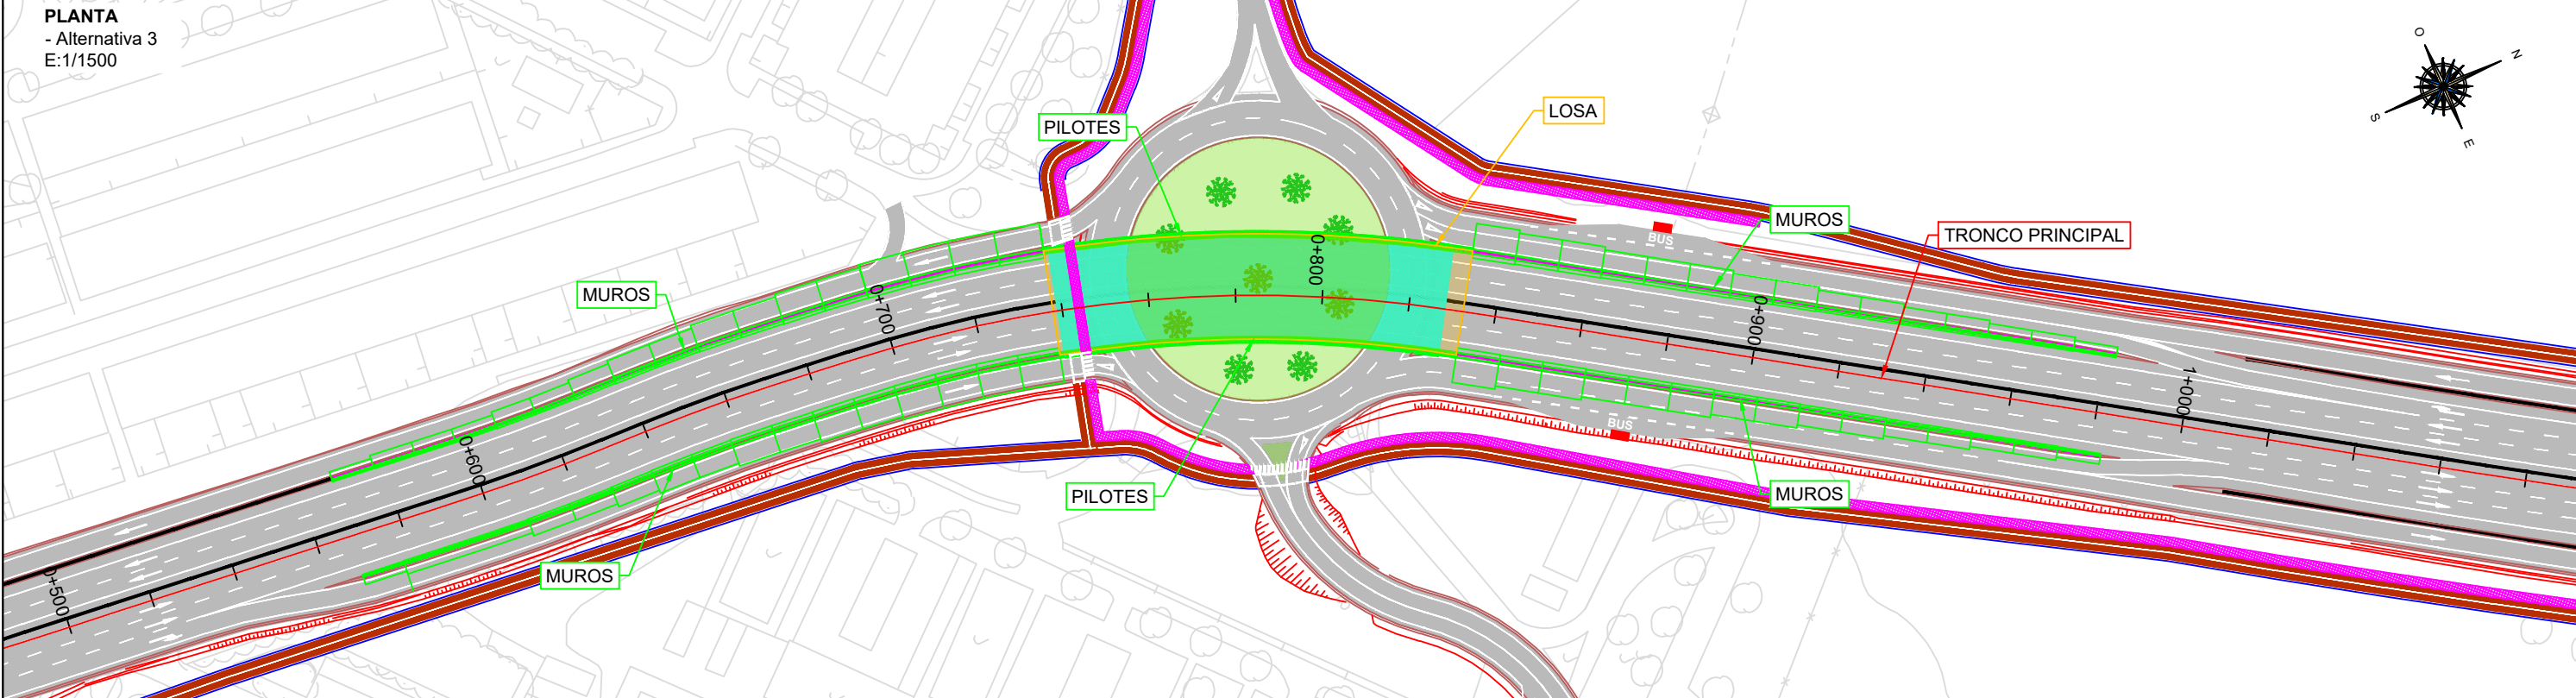 PLANTA
- Alternativa 3
E:1/1500
O
N
S
E
PILOTES
LOSA
MUROS
TRONCO PRINCIPAL
BUS
MUROS
0+800
0+700
0+900
1+000
BUS
0+600
PILOTES
MUROS
MUROS
0+500